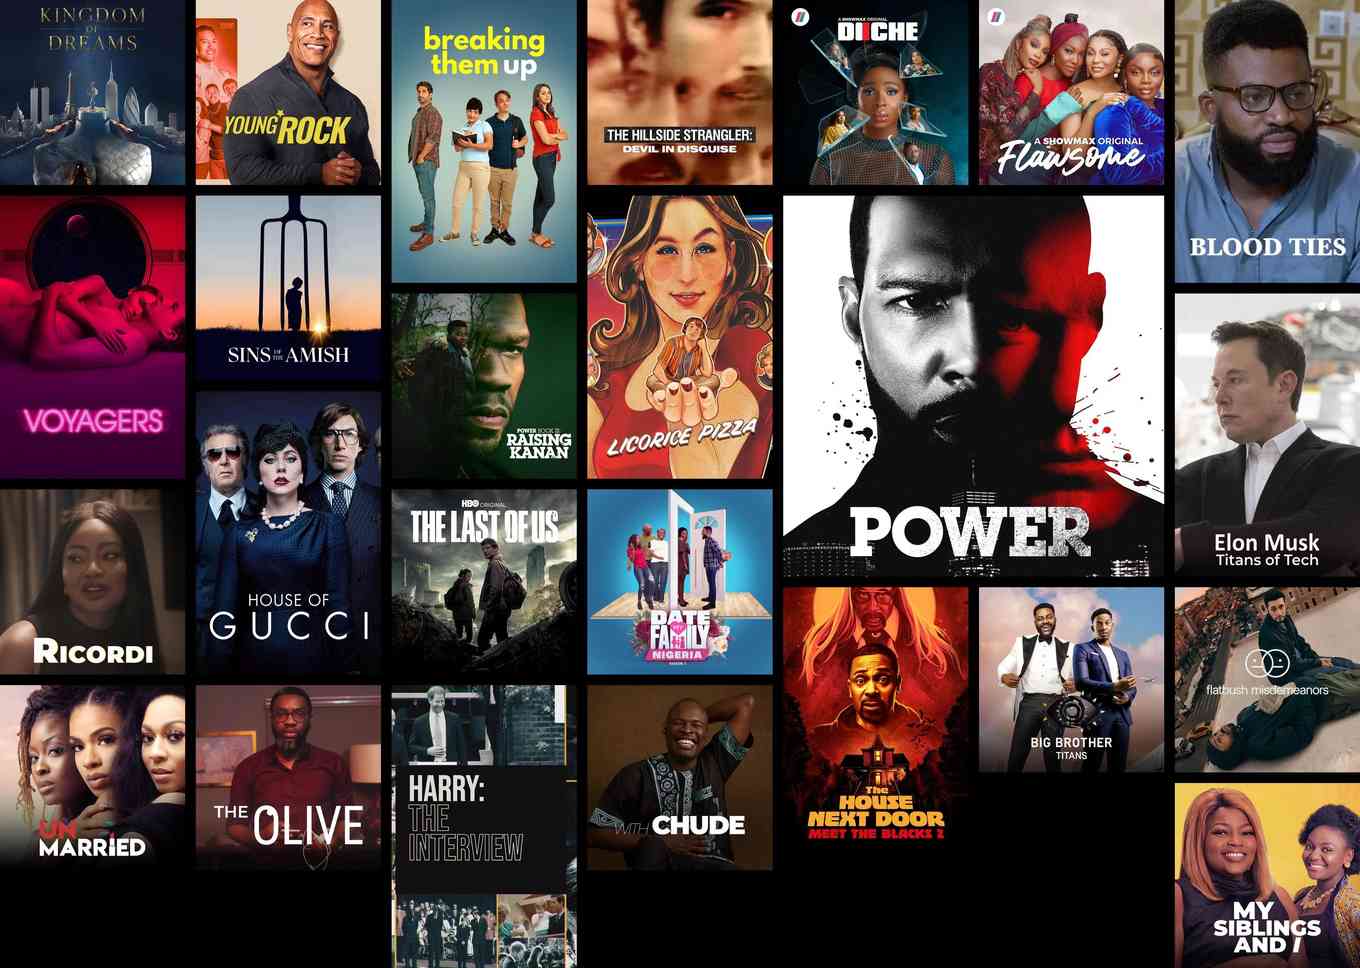 KINGDOM
OF
DREAMS
YOUNG ROCK
breaking
them up
THE HILLSIDE STRANGLER:
DEVIL IN DISGUISE
A SHOWMAX ORIGINAL
DIICHE
A SHOWMAX ORIGINAL
Flawsome
BLOOD TIES
VOYAGERS
SINS OF THE AMISH
POWER BOOK III
RAISING
KANAN
LICORICE PIZZA
POWER
Elon Musk
Titans of Tech
RICORDI
HOUSE OF
GUCCI
HBO ORIGINAL
THE LAST OF US
DATE
MY
FAMILY
NIGERIA
The
HOUSE
NEXT DOOR
MEET THE BLACKS 2
BIG BROTHER
TITANS
flatbush misdemeanors
UN
MARRIED
THE OLIVE
HARRY:
THE
INTERVIEW
WITH CHUDE
MY
SIBLINGS
AND I